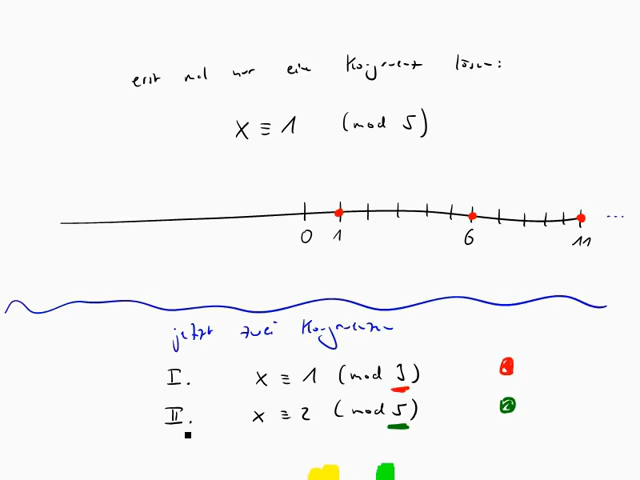 erst mal nur eine Kongruenz lösen:
x ≡ 1 (mod 5)
0 1 6 11 ...
jetzt zwei Kongruenzen
I. x ≡ 1 (mod 3)
II. x ≡ 2 (mod 5)